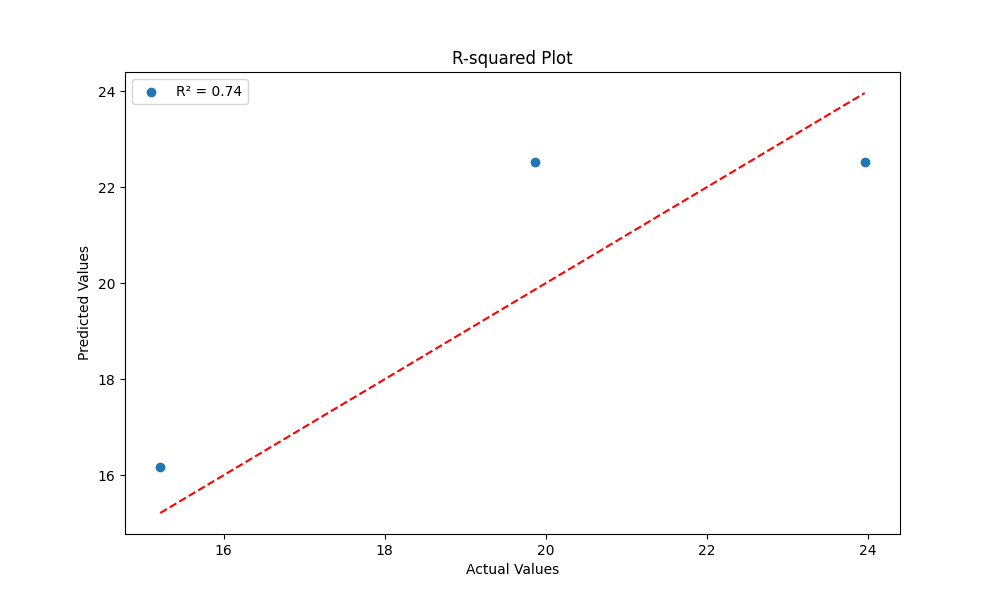 R-squared Plot
R² = 0.74
24
22
20
18
16
Predicted Values
16
18
20
22
24
Actual Values